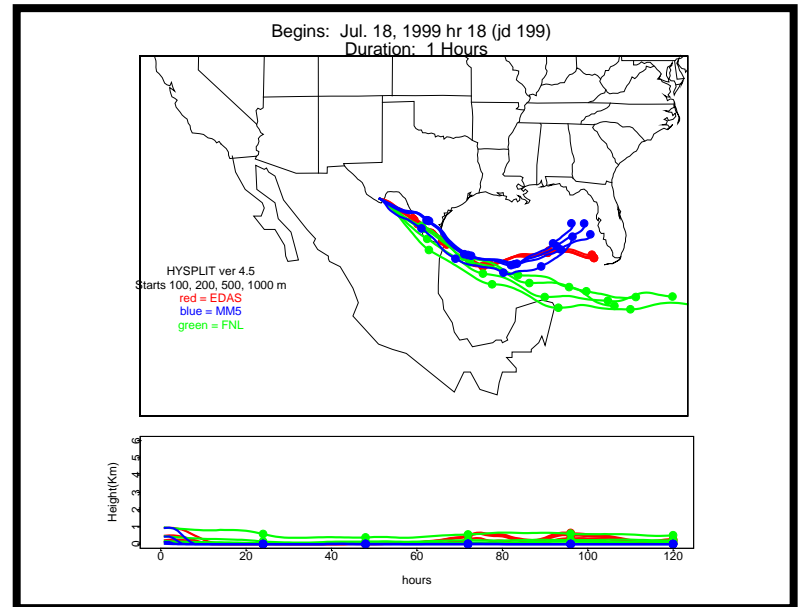 Begins: Jul. 18, 1999 hr 18 (jd 199)
Duration: 1 Hours
HYSPLIT ver 4.5
Starts 100, 200, 500, 1000 m
red = EDAS
blue = MM5
green = FNL
Height(Km)
6
5
4
3
2
1
0
0 20 40 60 80 100 120
hours